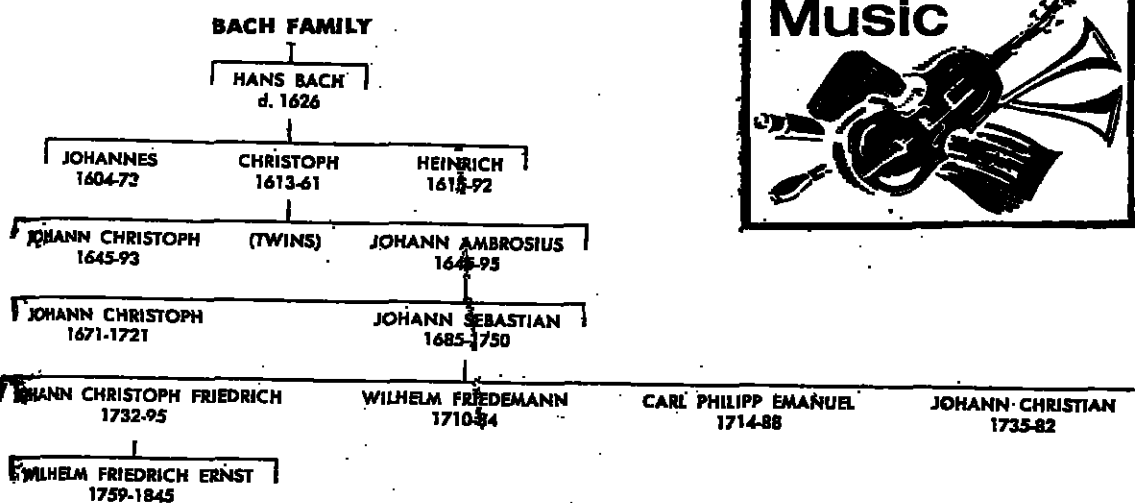 BACH FAMILY
Music
HANS BACH
d. 1626
JOHANNES CHRISTOPH HEINRICH
1604-73 1613-61 1615-92
JOHANN CHRISTOPH (TWINS) JOHANN AMBROSIUS
1645-93 1645-95
JOHANN CHRISTOPH JOHANN SEBASTIAN
1671-1721 1685-1750
JOHANN CHRISTOPH FRIEDRICH WILHELM FRIEDEMANN CARL PHILIPP EMANUEL JOHANN CHRISTIAN
1732-95 1710-84 1714-88 1735-82
WILHELM FRIEDRICH ERNST
1759-1845